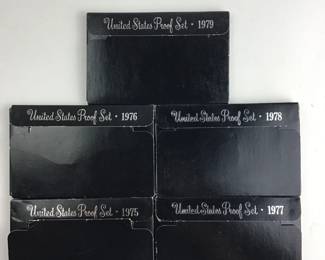 United States Proof Set · 1979
United States Proof Set · 1976
United States Proof Set · 1978
United States Proof Set · 1975
United States Proof Set · 1977